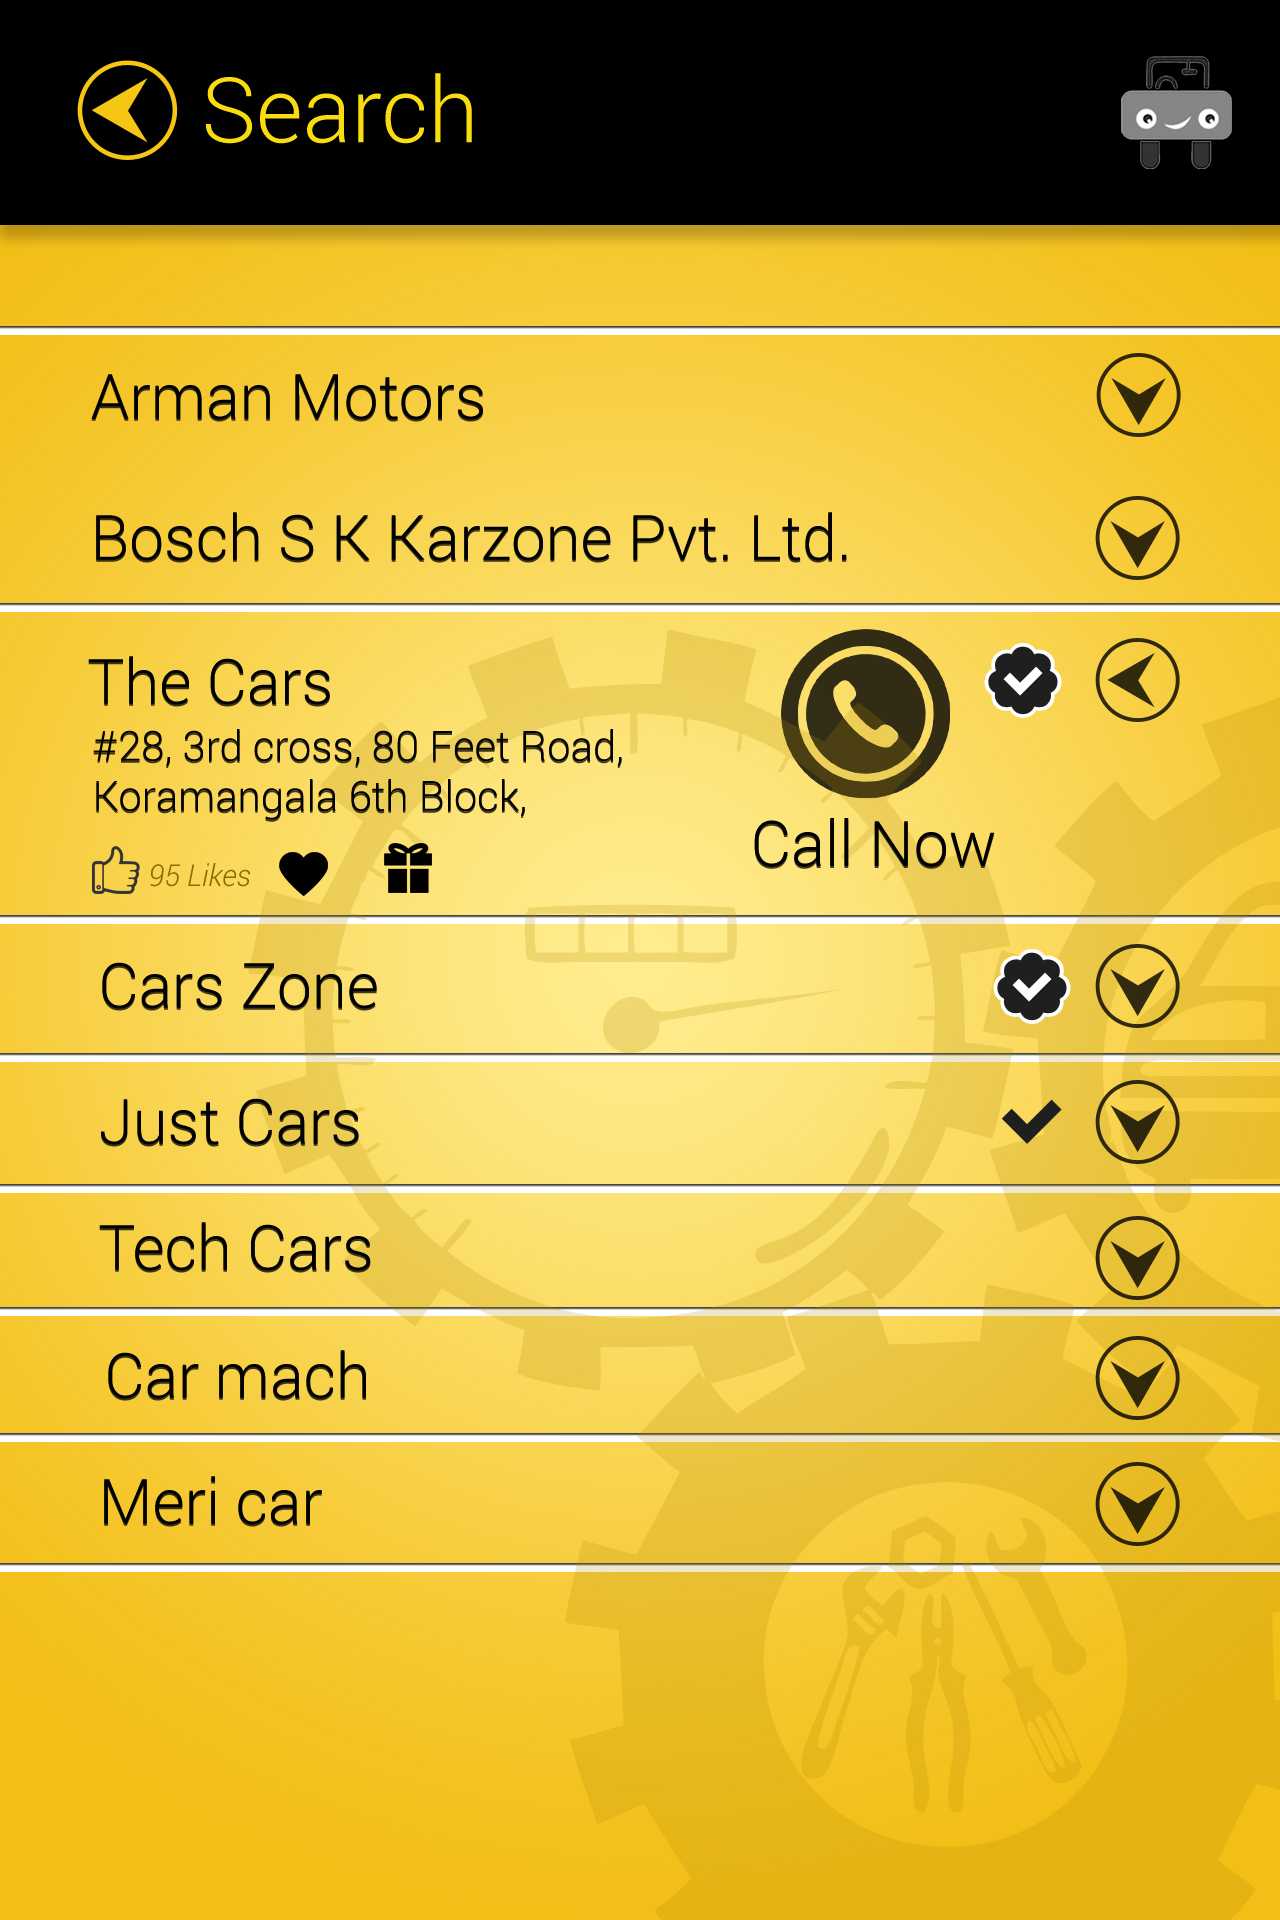 Search
Arman Motors
Bosch S K Karzone Pvt. Ltd.
The Cars
#28, 3rd cross, 80 Feet Road,
Koramangala 6th Block,
95 Likes
Call Now
Cars Zone
Just Cars
Tech Cars
Car mach
Meri car